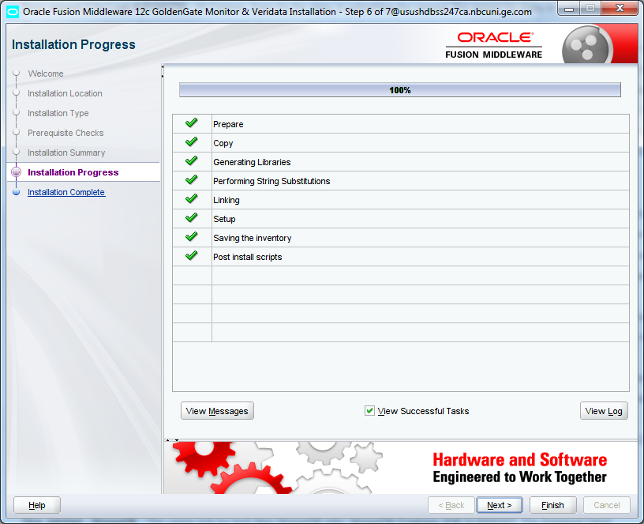 Oracle Fusion Middleware 12c GoldenGate Monitor & Veridata Installation - Step 6 of 7@usushdbss247ca.nbcuni.ge.com
Installation Progress
ORACLE®
FUSION MIDDLEWARE
Welcome
Installation Location
Installation Type
Prerequisite Checks
Installation Summary
Installation Progress
Installation Complete
100%
Prepare
Copy
Generating Libraries
Performing String Substitutions
Linking
Setup
Saving the inventory
Post install scripts
View Messages
View Successful Tasks
View Log
Hardware and Software
Engineered to Work Together
Help
< Back
Next >
Finish
Cancel